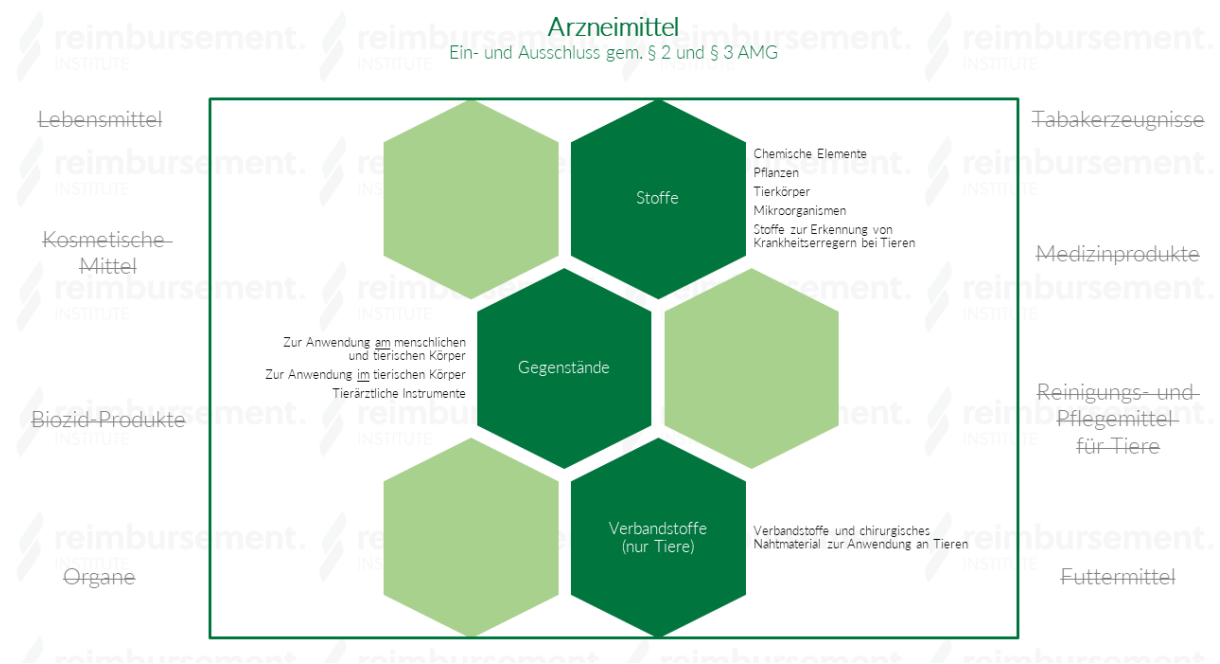 Arzneimittel
Ein- und Ausschluss gem. § 2 und § 3 AMG
Lebensmittel
Kosmetische
Mittel
Biozid-Produkte
Organe
Stoffe
Chemische Elemente
Pflanzen
Tierkörper
Mikroorganismen
Stoffe zur Erkennung von
Krankheitserregern bei Tieren
Zur Anwendung am menschlichen
und tierischen Körper
Zur Anwendung im tierischen Körper
Tierärztliche Instrumente
Gegenstände
Verbandstoffe
(nur Tiere)
Verbandstoffe und chirurgisches
Nahtmaterial zur Anwendung an Tieren
Tabakerzeugnisse
Medizinprodukte
Reinigungs- und
Pflegemittel
für Tiere
Futtermittel
reimbursement.
INSTITUTE